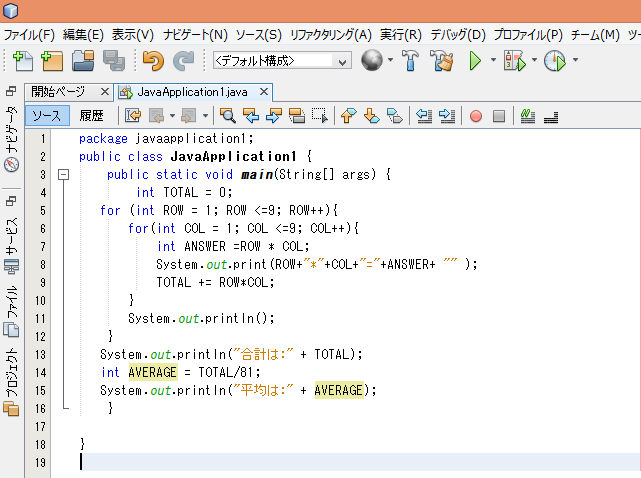 ファイル(F) 編集(E) 表示(V) ナビゲート(N) ソース(S) リファクタリング(A) 実行(R) デバッグ(D) プロファイル(P) チーム(M) ツー
<デフォルト構成>
開始ページ JavaApplication1.java
ソース 履歴
ナビゲータ
サービス
ファイル
プロジェクト
1 package javaapplication1;
2 public class JavaApplication1 {
3 public static void main(String[] args) {
4 int TOTAL = 0;
5 for (int ROW = 1; ROW <=9; ROW++){
6 for(int COL = 1; COL <=9; COL++){
7 int ANSWER =ROW * COL;
8 System.out.print(ROW+"*"+COL+"="+ANSWER+ "" );
9 TOTAL += ROW*COL;
10 }
11 System.out.println();
12 }
13 System.out.println("合計は:" + TOTAL);
14 int AVERAGE = TOTAL/81;
15 System.out.println("平均は:" + AVERAGE);
16 }
17
18 }
19